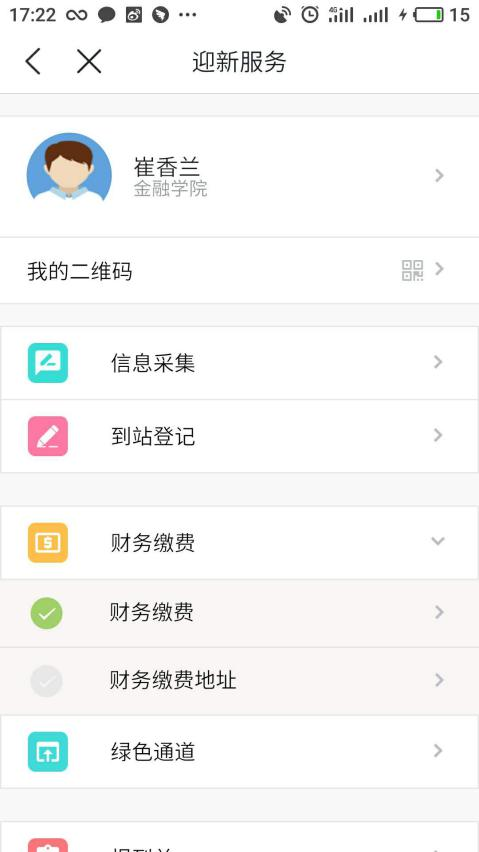 17:22 4G 15
迎新服务
崔香兰
金融学院
我的二维码
信息采集
到站登记
财务缴费
财务缴费
财务缴费地址
绿色通道